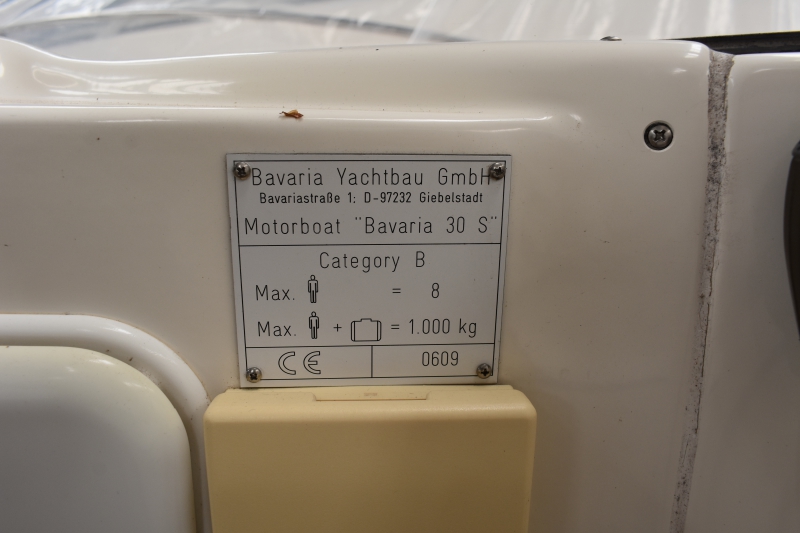 Bavaria Yachtbau GmbH
Bavariastraße 1; D-97232 Giebelstadt
Motorboat "Bavaria 30 S"
Category B
Max. = 8
Max. + = 1.000 kg
CE 0609